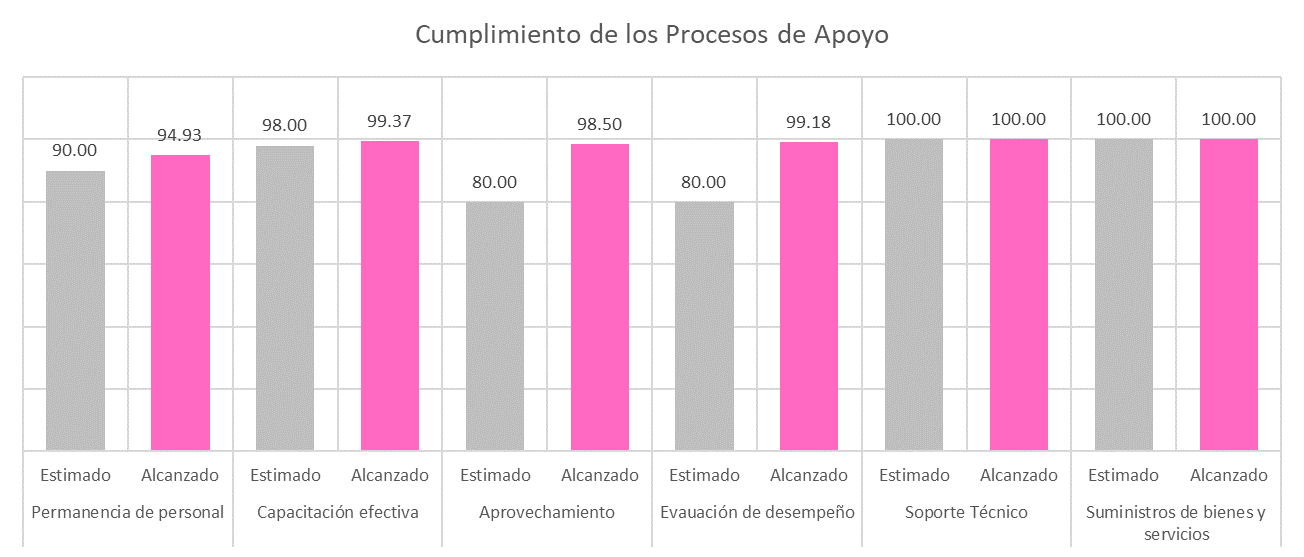 Cumplimiento de los Procesos de Apoyo
90.00 94.93 98.00 99.37 80.00 98.50 80.00 99.18 100.00 100.00 100.00 100.00
Estimado Alcanzado Estimado Alcanzado Estimado Alcanzado Estimado Alcanzado Estimado Alcanzado Estimado Alcanzado
Permanencia de personal Capacitación efectiva Aprovechamiento Evauación de desempeño Soporte Técnico Suministros de bienes y
servicios